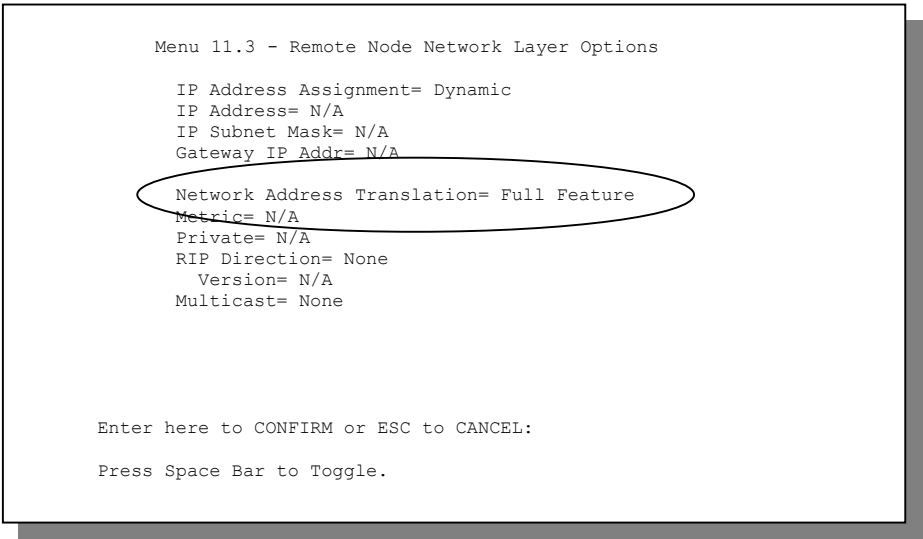 Menu 11.3 - Remote Node Network Layer Options
IP Address Assignment= Dynamic
IP Address= N/A
IP Subnet Mask= N/A
Gateway IP Addr= N/A
Network Address Translation= Full Feature
Metric= N/A
Private= N/A
RIP Direction= None
Version= N/A
Multicast= None
Enter here to CONFIRM or ESC to CANCEL:
Press Space Bar to Toggle.